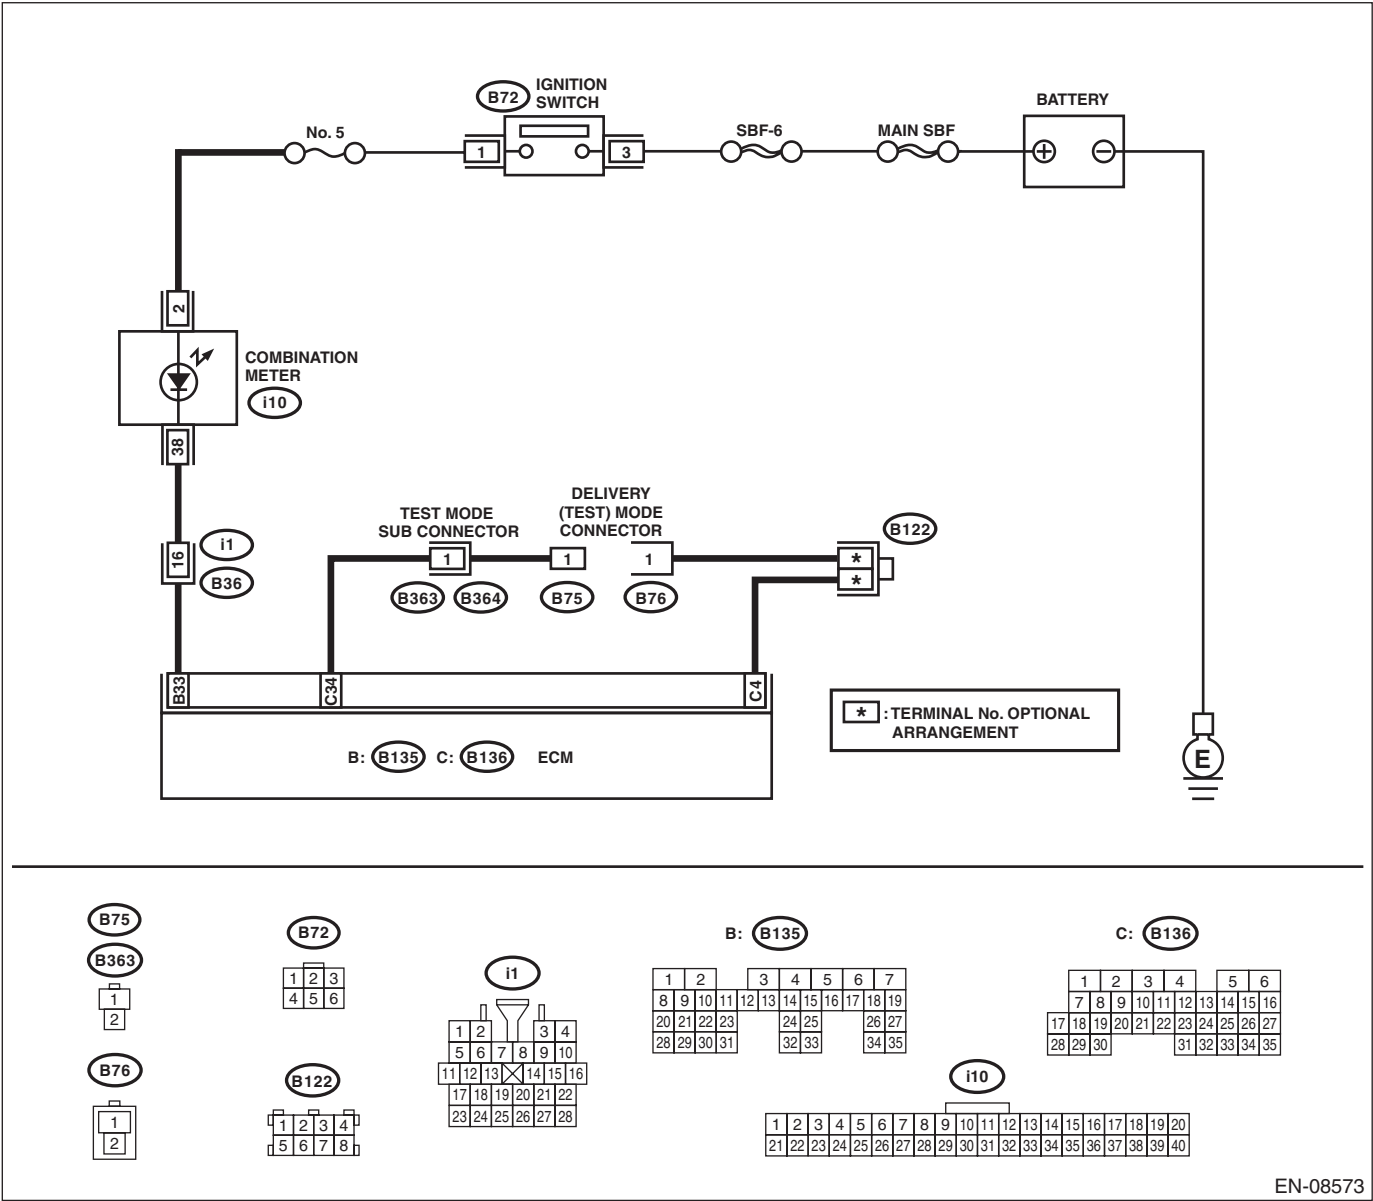 IGNITION
SWITCH
B72
No. 5
1
3
SBF-6
MAIN SBF
BATTERY
+
−
2
COMBINATION
METER
i10
38
16
i1
B36
TEST MODE
SUB CONNECTOR
DELIVERY
(TEST) MODE
CONNECTOR
1
1
1
B363
B364
B75
B76
B122
*
*
B33
C34
C4
B: B135 C: B136 ECM
* : TERMINAL No. OPTIONAL
ARRANGEMENT
E
B75
B363
1
2
B76
1
2
B72
1 2 3
4 5 6
B122
1 2 3 4
5 6 7 8
i1
1 2 3 4
5 6 7 8 9 10
11 12 13 14 15 16
17 18 19 20 21 22
23 24 25 26 27 28
B: B135
1 2 3 4 5 6 7
8 9 10 11 12 13 14 15 16 17 18 19
20 21 22 23 24 25 26 27
28 29 30 31 32 33 34 35
C: B136
1 2 3 4 5 6
7 8 9 10 11 12 13 14 15 16
17 18 19 20 21 22 23 24 25 26 27
28 29 30 31 32 33 34 35
i10
1 2 3 4 5 6 7 8 9 10 11 12 13 14 15 16 17 18 19 20
21 22 23 24 25 26 27 28 29 30 31 32 33 34 35 36 37 38 39 40
EN-08573